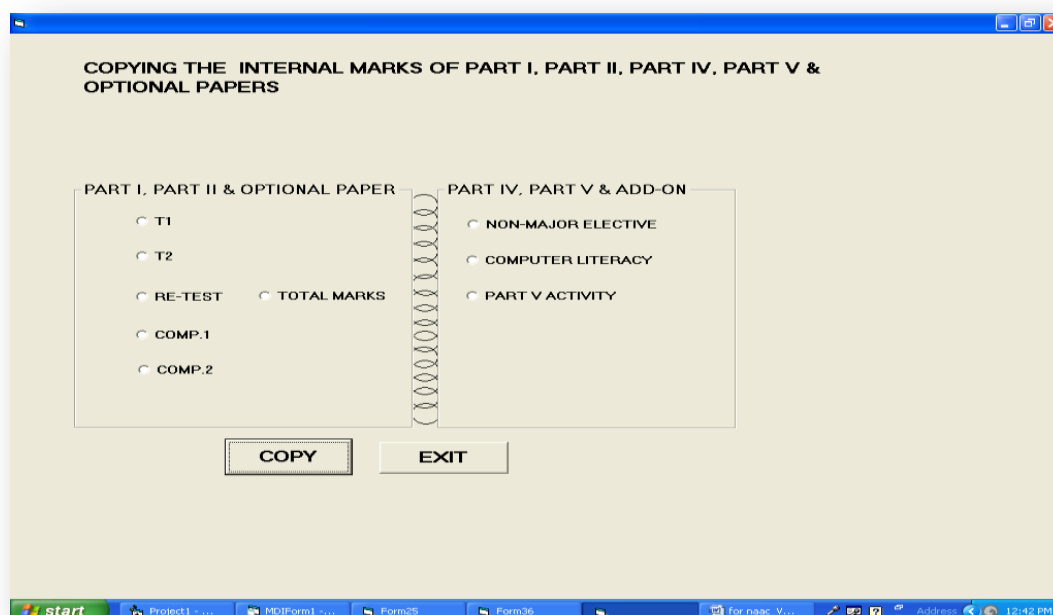 COPYING THE INTERNAL MARKS OF PART I, PART II, PART IV, PART V &
OPTIONAL PAPERS
PART I, PART II & OPTIONAL PAPER
T1
T2
RE-TEST
TOTAL MARKS
COMP.1
COMP.2
PART IV, PART V & ADD-ON
NON-MAJOR ELECTIVE
COMPUTER LITERACY
PART V ACTIVITY
COPY
EXIT
start
Project1 - ...
MDIForm1 -...
Form25
Form36
for naac_V...
Address
12:42 PM